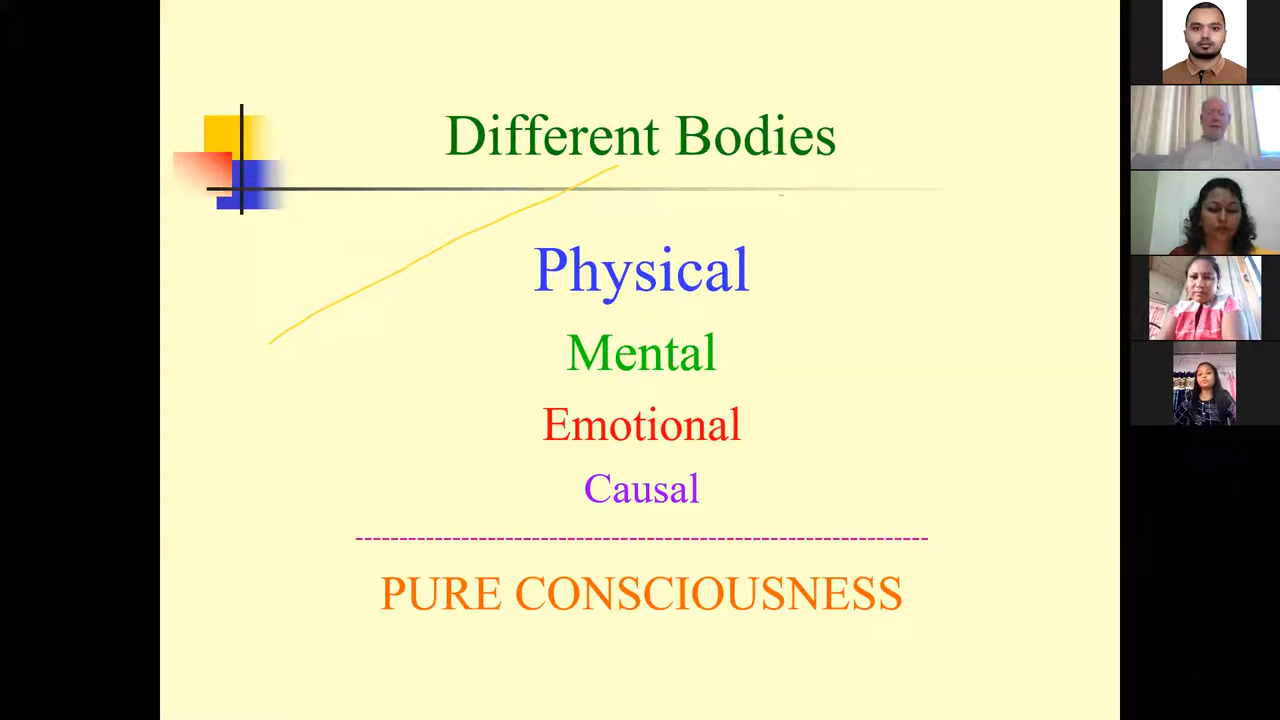 Different Bodies
Physical
Mental
Emotional
Causal
PURE CONSCIOUSNESS